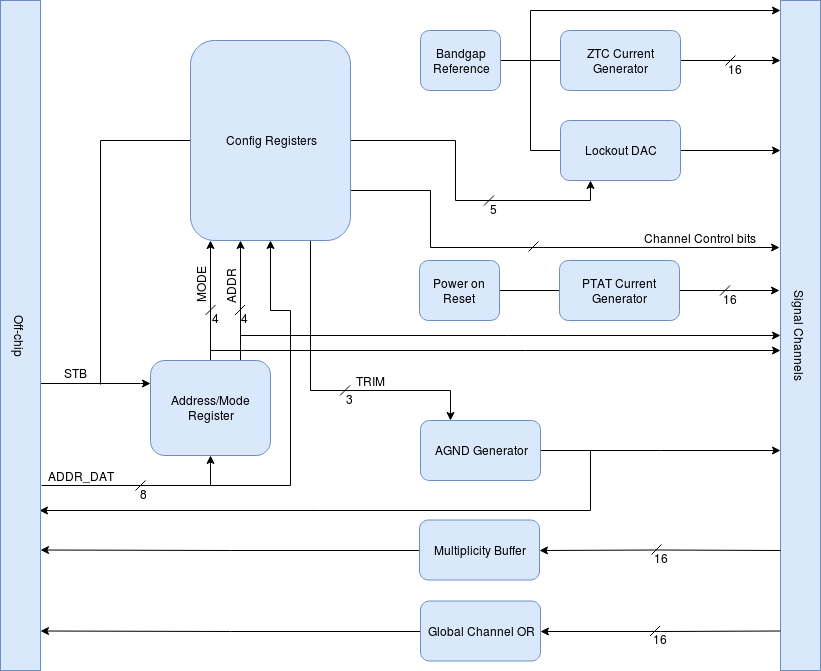 Bandgap
Reference
ZTC Current
Generator
16
Config Registers
Lockout DAC
5
Channel Control bits
MODE
ADDR
4
4
Power on
Reset
PTAT Current
Generator
16
Off-chip
Signal Channels
STB
TRIM
3
Address/Mode
Register
AGND Generator
ADDR_DAT
8
Multiplicity Buffer
16
Global Channel OR
16